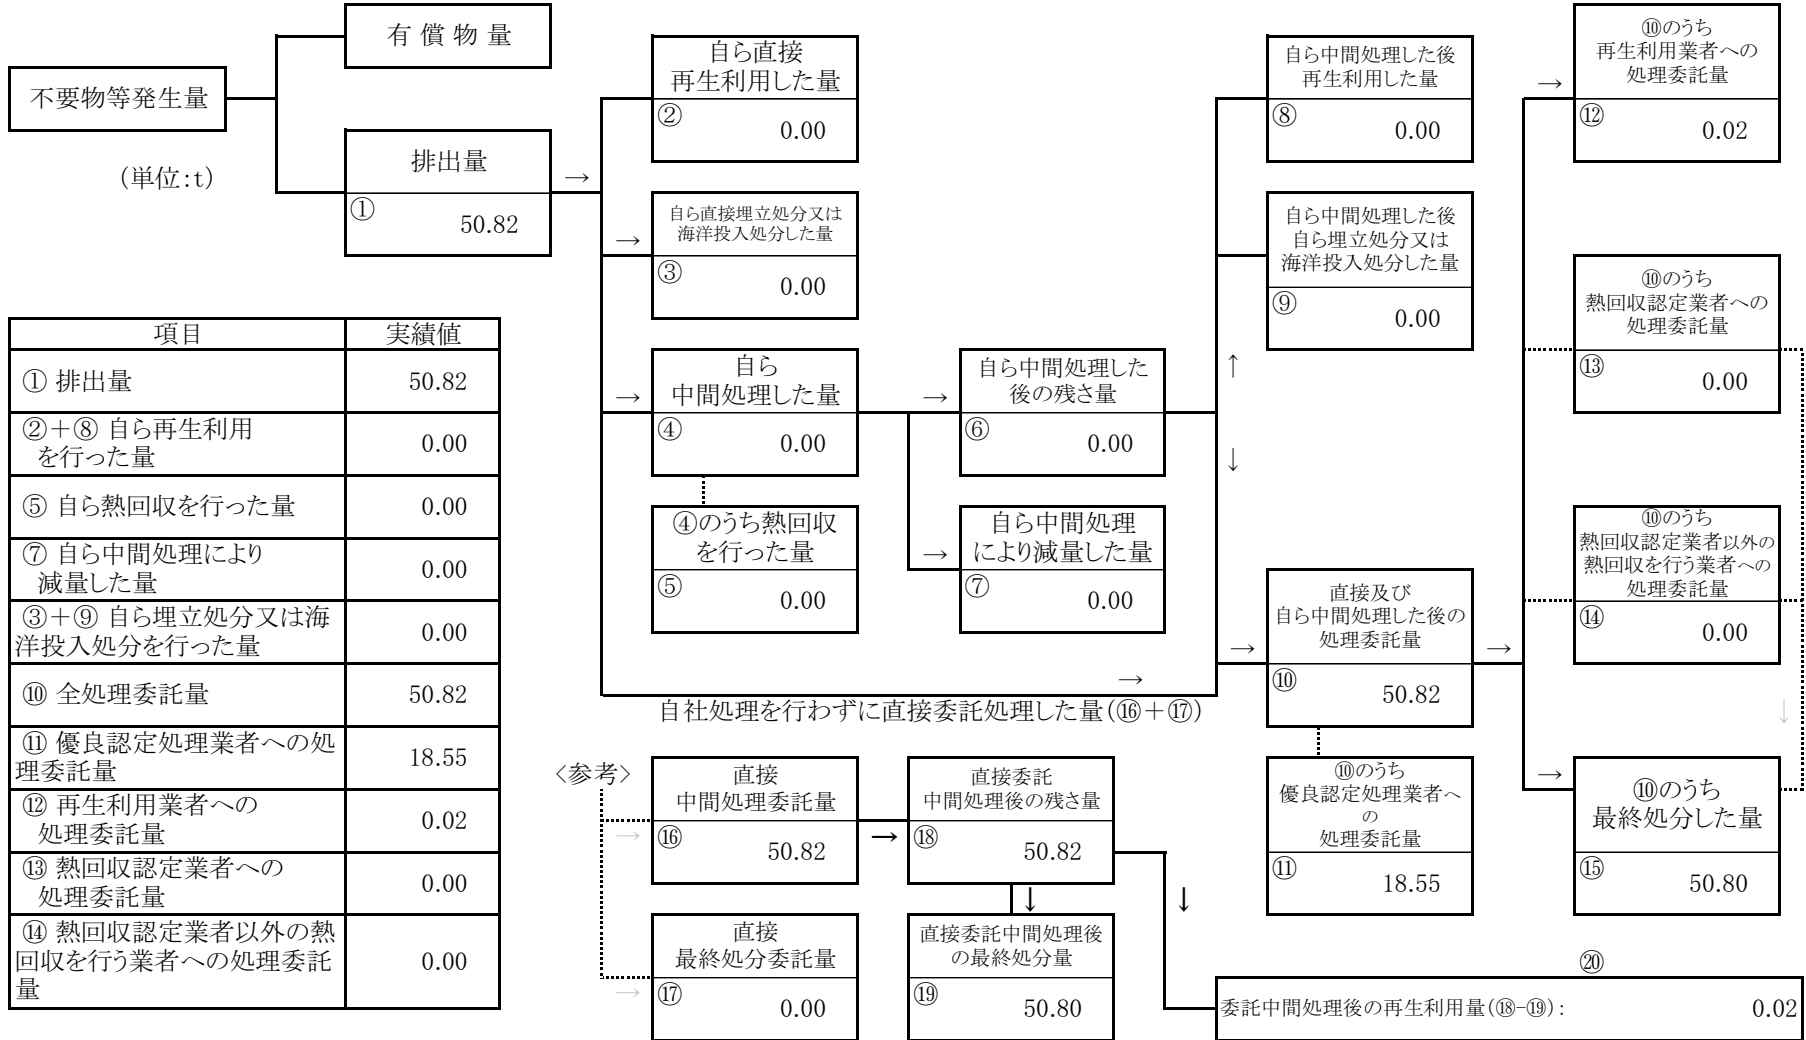 不要物等発生量
(単位:t)
有 償 物 量
排出量
①
50.82
→
自ら直接
再生利用した量
②
0.00
→
自ら直接埋立処分又は
海洋投入処分した量
③
0.00
→
自ら
中間処理した量
④
0.00
④のうち熱回収
を行った量
⑤
0.00
→
自ら中間処理した
後の残さ量
⑥
0.00
→
自ら中間処理
により減量した量
⑦
0.00
自ら中間処理した後
再生利用した量
⑧
0.00
自ら中間処理した後
自ら埋立処分又は
海洋投入処分した量
⑨
0.00
↑
↓
→
自社処理を行わずに直接委託処理した量(⑯+⑰)
→
直接及び
自ら中間処理した後の
処理委託量
⑩
50.82
→
⑩のうち
優良認定処理業者へ
の
処理委託量
⑪
18.55
→
⑩のうち
再生利用業者への
処理委託量
⑫
0.02
⑩のうち
熱回収認定業者への
処理委託量
⑬
0.00
⑩のうち
熱回収認定業者以外の
熱回収を行う業者への
処理委託量
⑭
0.00
↓
→
⑩のうち
最終処分した量
⑮
50.80
項目 実績値
① 排出量 50.82
②+⑧ 自ら再生利用
を行った量 0.00
⑤ 自ら熱回収を行った量 0.00
⑦ 自ら中間処理により
減量した量 0.00
③+⑨ 自ら埋立処分又は海
洋投入処分を行った量 0.00
⑩ 全処理委託量 50.82
⑪ 優良認定処理業者への処
理委託量 18.55
⑫ 再生利用業者への
処理委託量 0.02
⑬ 熱回収認定業者への
処理委託量 0.00
⑭ 熱回収認定業者以外の熱
回収を行う業者への処理委託
量 0.00
<参考>
→
直接
中間処理委託量
⑯
50.82
→
直接委託
中間処理後の残さ量
⑱
50.82
↓
↓
→
直接
最終処分委託量
⑰
0.00
直接委託中間処理後
の最終処分量
⑲
50.80
⑳
委託中間処理後の再生利用量(⑱-⑲): 0.02